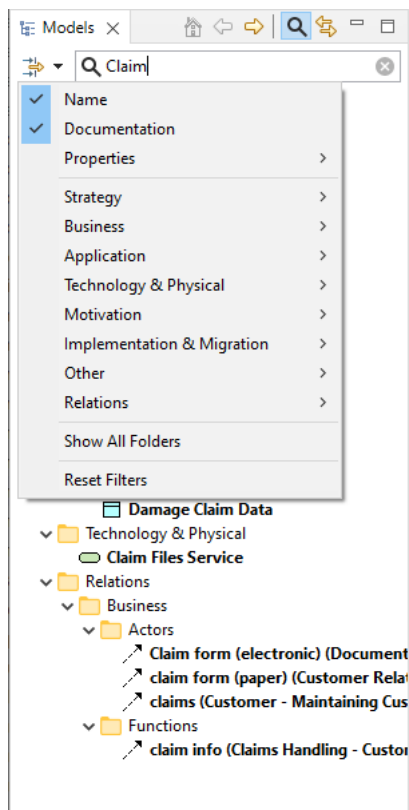 Models
Claim
Name
Documentation
Properties
Strategy
Business
Application
Technology & Physical
Motivation
Implementation & Migration
Other
Relations
Show All Folders
Reset Filters
Damage Claim Data
Technology & Physical
Claim Files Service
Relations
Business
Actors
Claim form (electronic) (Document
claim form (paper) (Customer Relat
claims (Customer - Maintaining Cus
Functions
claim info (Claims Handling - Custor